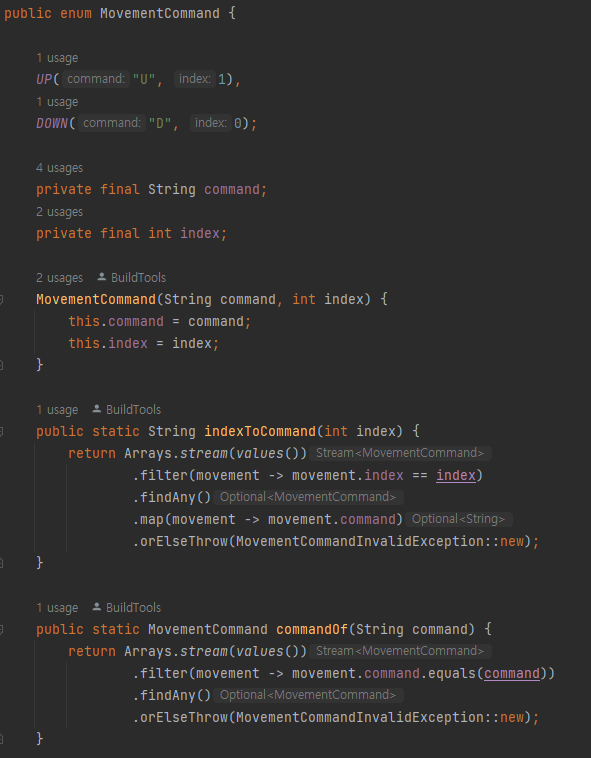 public enum MovementCommand {
1 usage
UP( command: "U", index: 1),
1 usage
DOWN( command: "D", index: 0);
4 usages
private final String command;
2 usages
private final int index;
2 usages BuildTools
MovementCommand(String command, int index) {
this.command = command;
this.index = index;
}
1 usage BuildTools
public static String indexToCommand(int index) {
return Arrays.stream(values()) Stream<MovementCommand>
.filter(movement -> movement.index == index)
.findAny() Optional<MovementCommand>
.map(movement -> movement.command) Optional<String>
.orElseThrow(MovementCommandInvalidException::new);
}
1 usage BuildTools
public static MovementCommand commandOf(String command) {
return Arrays.stream(values()) Stream<MovementCommand>
.filter(movement -> movement.command.equals(command))
.findAny() Optional<MovementCommand>
.orElseThrow(MovementCommandInvalidException::new);
}